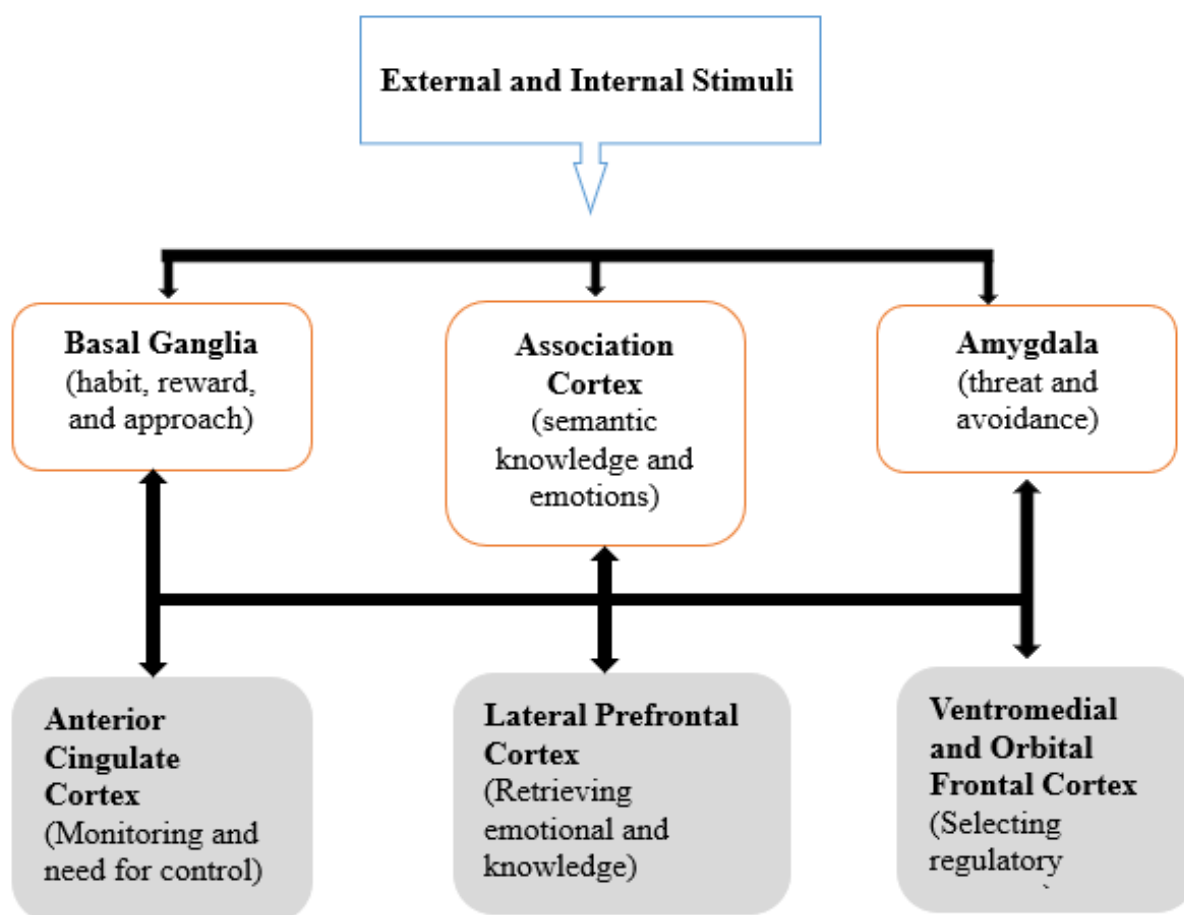 External and Internal Stimuli
Basal Ganglia
(habit, reward,
and approach)
Association
Cortex
(semantic
knowledge and
emotions)
Amygdala
(threat and
avoidance)
Anterior
Cingulate
Cortex
(Monitoring and
need for control)
Lateral Prefrontal
Cortex
(Retrieving
emotional and
knowledge)
Ventromedial
and Orbital
Frontal Cortex
(Selecting
regulatory